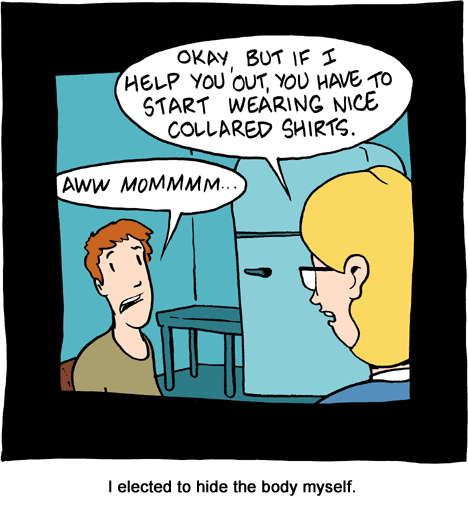 OKAY, BUT IF I
HELP YOU OUT, YOU HAVE TO
START WEARING NICE
COLLARED SHIRTS.
AWW MOMMMM...
I elected to hide the body myself.